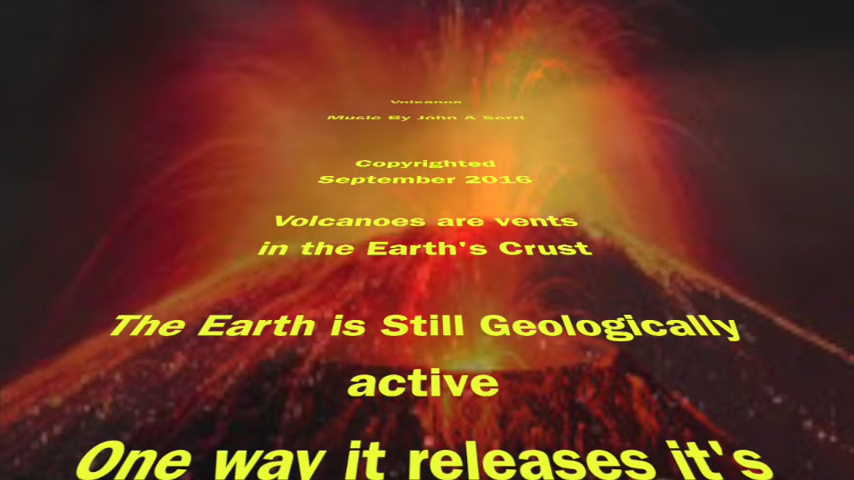 Volcanoe
Music By John A Sorri
Copyrighted
September 2016
Volcanoes are vents
in the Earth's Crust
The Earth is Still Geologically
active
One way it releases it's